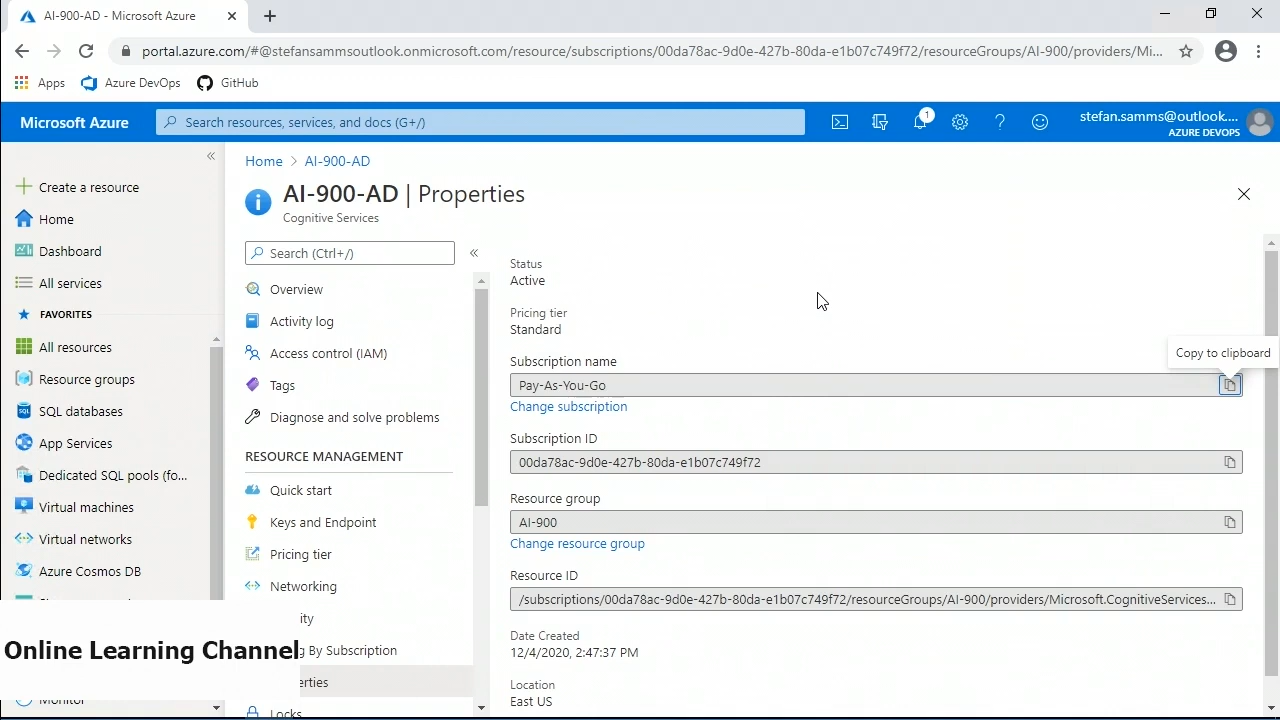 AI-900-AD - Microsoft Azure
portal.azure.com/#@stefansammsoutlook.onmicrosoft.com/resource/subscriptions/00da78ac-9d0e-427b-80da-e1b07c749f72/resourceGroups/AI-900/providers/Mi...
Apps
Azure DevOps
GitHub
Microsoft Azure
Search resources, services, and docs (G+/)
1
stefan.samms@outlook....
AZURE DEVOPS
Create a resource
Home
Dashboard
All services
FAVORITES
All resources
Resource groups
SQL databases
App Services
Dedicated SQL pools (fo...
Virtual machines
Virtual networks
Azure Cosmos DB
Monitor
Online Learning Channel
Home > AI-900-AD
AI-900-AD | Properties
Cognitive Services
Search (Ctrl+/)
Overview
Activity log
Access control (IAM)
Tags
Diagnose and solve problems
RESOURCE MANAGEMENT
Quick start
Keys and Endpoint
Pricing tier
Networking
ity
g By Subscription
erties
Locks
Status
Active
Pricing tier
Standard
Copy to clipboard
Subscription name
Pay-As-You-Go
Change subscription
Subscription ID
00da78ac-9d0e-427b-80da-e1b07c749f72
Resource group
AI-900
Change resource group
Resource ID
/subscriptions/00da78ac-9d0e-427b-80da-e1b07c749f72/resourceGroups/AI-900/providers/Microsoft.CognitiveServices...
Date Created
12/4/2020, 2:47:37 PM
Location
East US